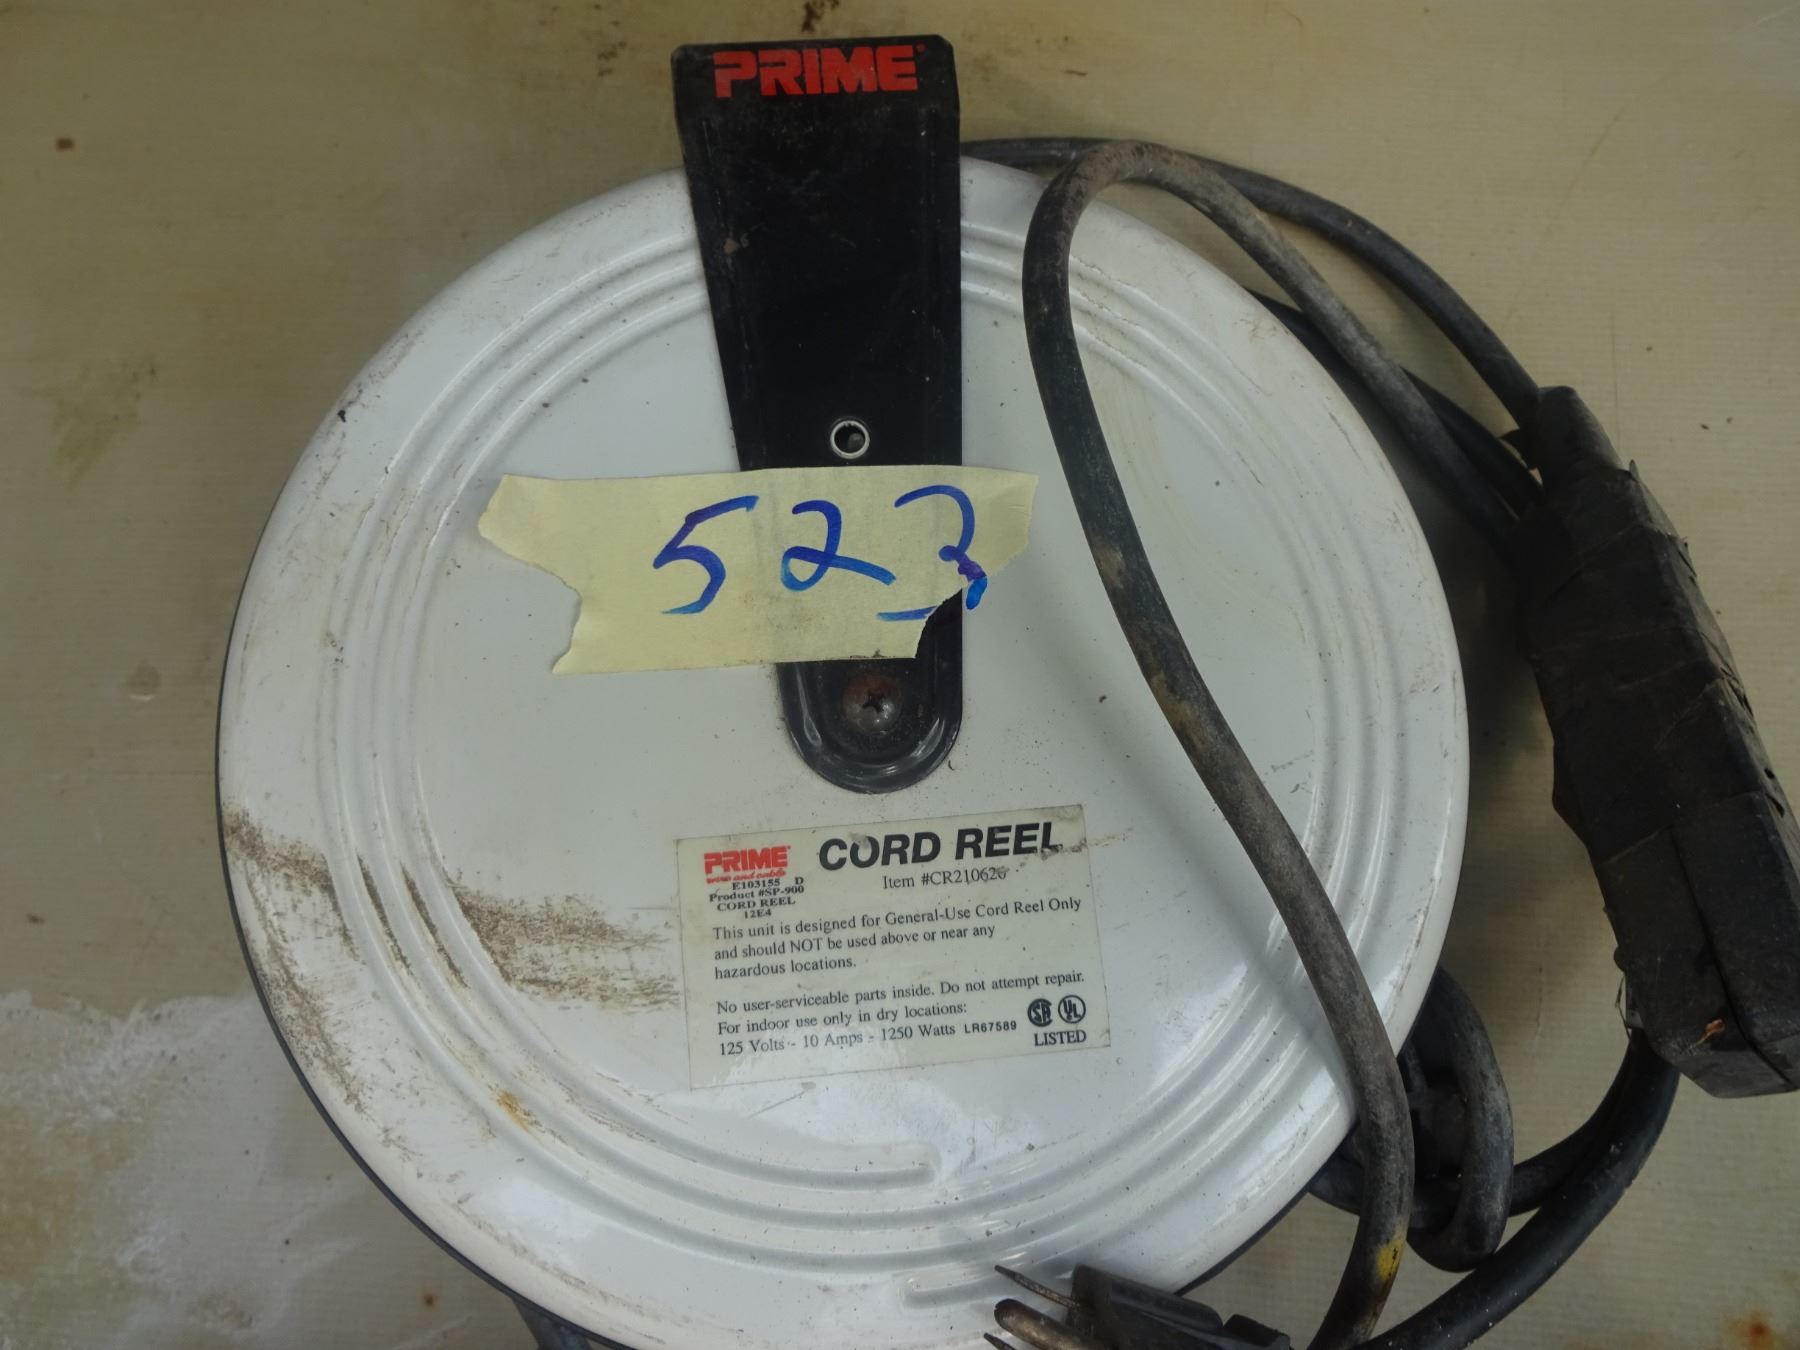 PRIME
523
PRIME
wire and cable
E103155 D
Product #SP-900
CORD REEL
12E4
CORD REEL
Item #CR210626
This unit is designed for General-Use Cord Reel Only
and should NOT be used above or near any
hazardous locations.
No user-serviceable parts inside. Do not attempt repair.
For indoor use only in dry locations:
125 Volts - 10 Amps - 1250 Watts LR67589
SA UL
LISTED